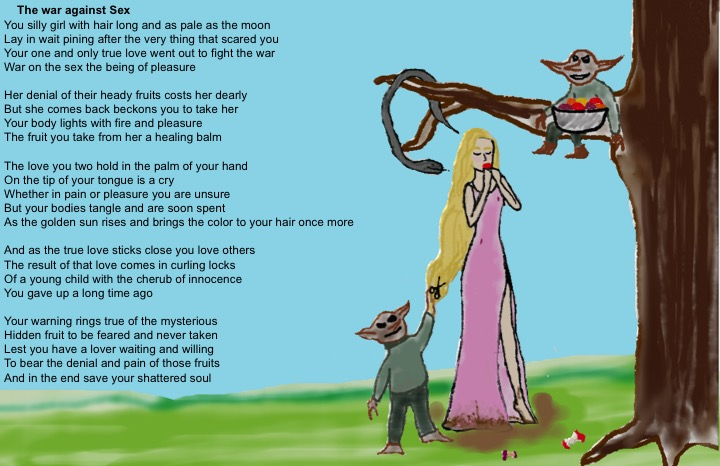 The war against Sex
You silly girl with hair long and as pale as the moon
Lay in wait pining after the very thing that scared you
Your one and only true love went out to fight the war
War on the sex the being of pleasure
Her denial of their heady fruits costs her dearly
But she comes back beckons you to take her
Your body lights with fire and pleasure
The fruit you take from her a healing balm
The love you two hold in the palm of your hand
On the tip of your tongue is a cry
Whether in pain or pleasure you are unsure
But your bodies tangle and are soon spent
As the golden sun rises and brings the color to your hair once more
And as the true love sticks close you love others
The result of that love comes in curling locks
Of a young child with the cherub of innocence
You gave up a long time ago
Your warning rings true of the mysterious
Hidden fruit to be feared and never taken
Lest you have a lover waiting and willing
To bear the denial and pain of those fruits
And in the end save your shattered soul